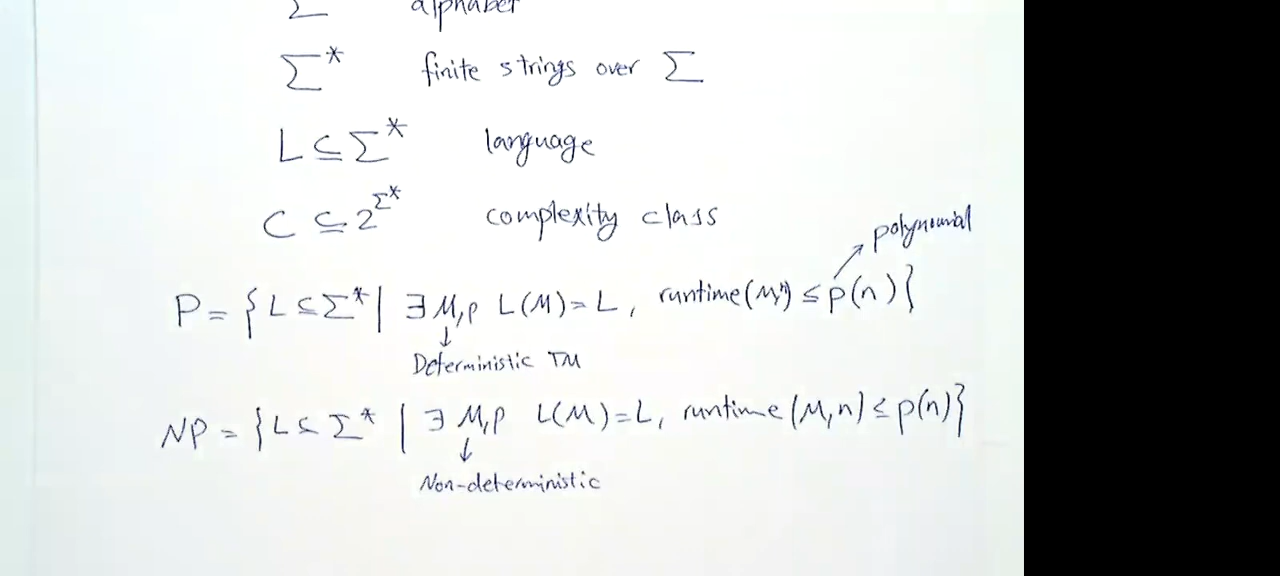 Σ alphabet
Σ* finite strings over Σ
L ⊆ Σ* language
C ⊆ 2^Σ* complexity class
polynomial
P = { L ⊆ Σ* | ∃ M,p L(M) = L, runtime(M,n) ≤ p(n) }
Deterministic TM
NP = { L ⊆ Σ* | ∃ M,p L(M) = L, runtime(M,n) ≤ p(n) }
Non-deterministic